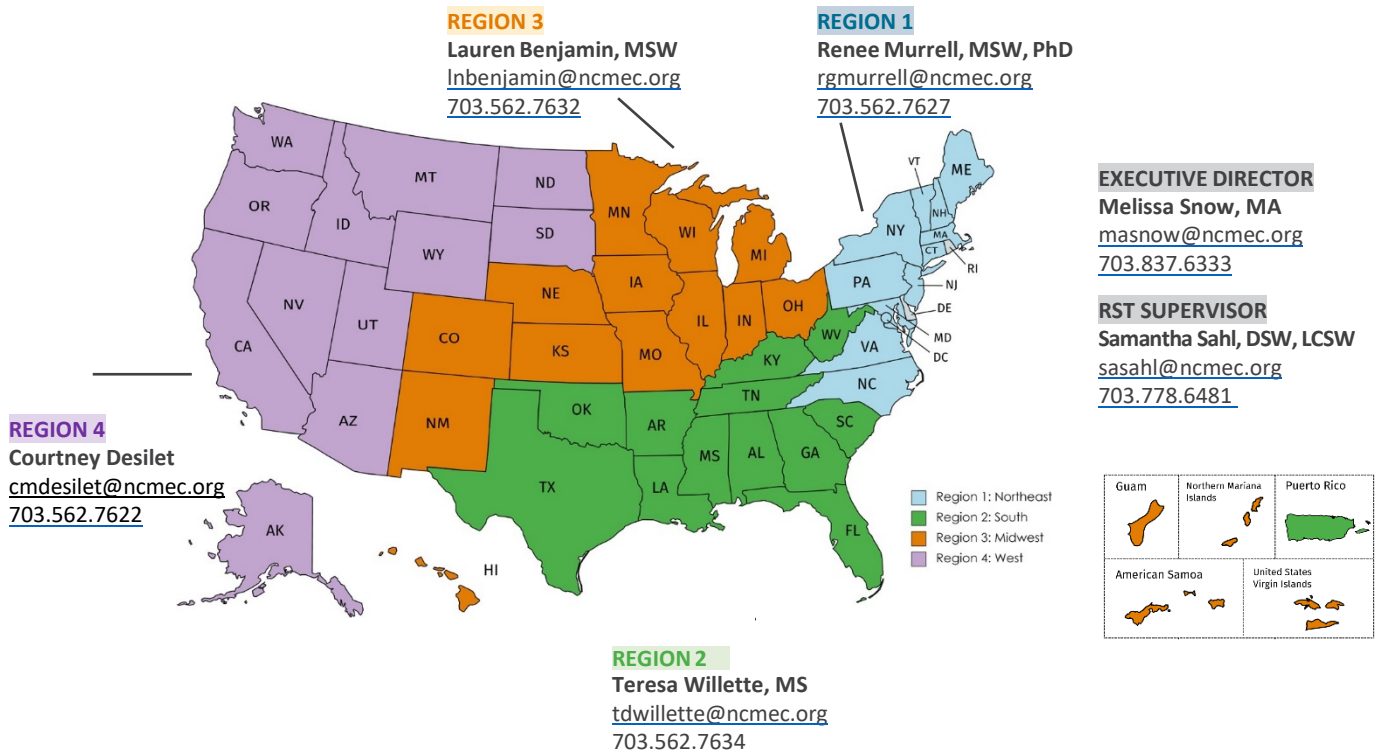 REGION 3
Lauren Benjamin, MSW
lnbenjamin@ncmec.org
703.562.7632
REGION 1
Renee Murrell, MSW, PhD
rgmurrell@ncmec.org
703.562.7627
EXECUTIVE DIRECTOR
Melissa Snow, MA
masnow@ncmec.org
703.837.6333
RST SUPERVISOR
Samantha Sahl, DSW, LCSW
sasahl@ncmec.org
703.778.6481
WA
OR
ID
MT
WY
ND
SD
NV
UT
CA
AZ
CO
NM
NE
KS
MN
IA
MO
WI
IL
MI
IN
OH
KY
WV
TN
OK
AR
TX
LA
MS
AL
GA
SC
FL
VA
NC
PA
NY
VT
NH
ME
MA
CT
RI
NJ
DE
MD
DC
AK
HI
REGION 4
Courtney Desilet
cmdesilet@ncmec.org
703.562.7622
Region 1: Northeast
Region 2: South
Region 3: Midwest
Region 4: West
Guam
Northern Mariana
Islands
Puerto Rico
American Samoa
United States
Virgin Islands
REGION 2
Teresa Willette, MS
tdwillette@ncmec.org
703.562.7634